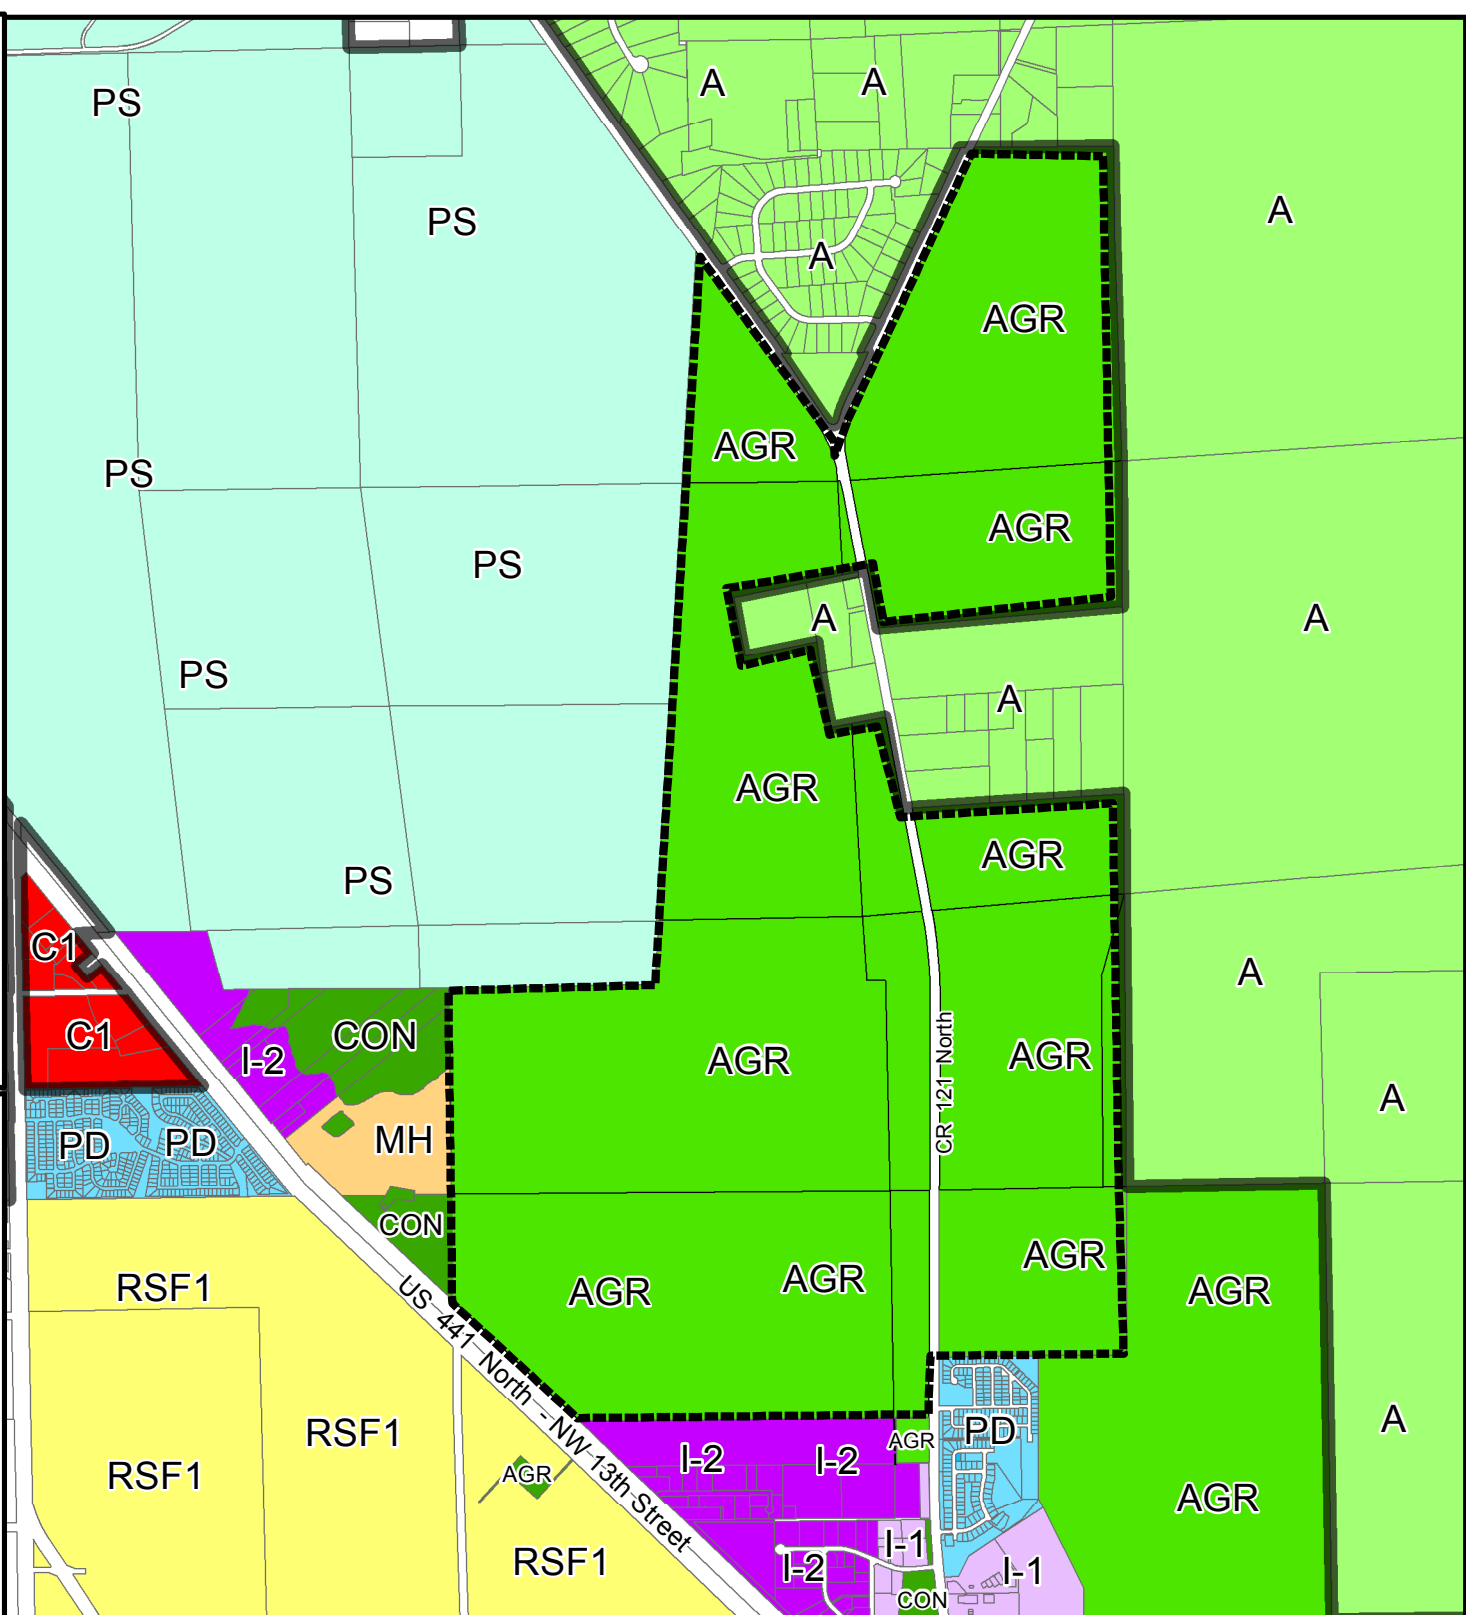 A
A
PS
A
PS
A
AGR
AGR
PS
AGR
PS
A
A
PS
A
AGR
AGR
PS
C1
A
C1
CON
I-2
AGR
AGR
CR 121 North
A
MH
PD
PD
CON
AGR
RSF1
AGR
AGR
AGR
US 441 North - NW 13th Street
RSF1
A
AGR
PD
I-2
I-2
RSF1
AGR
AGR
I-1
RSF1
I-2
I-1
CON